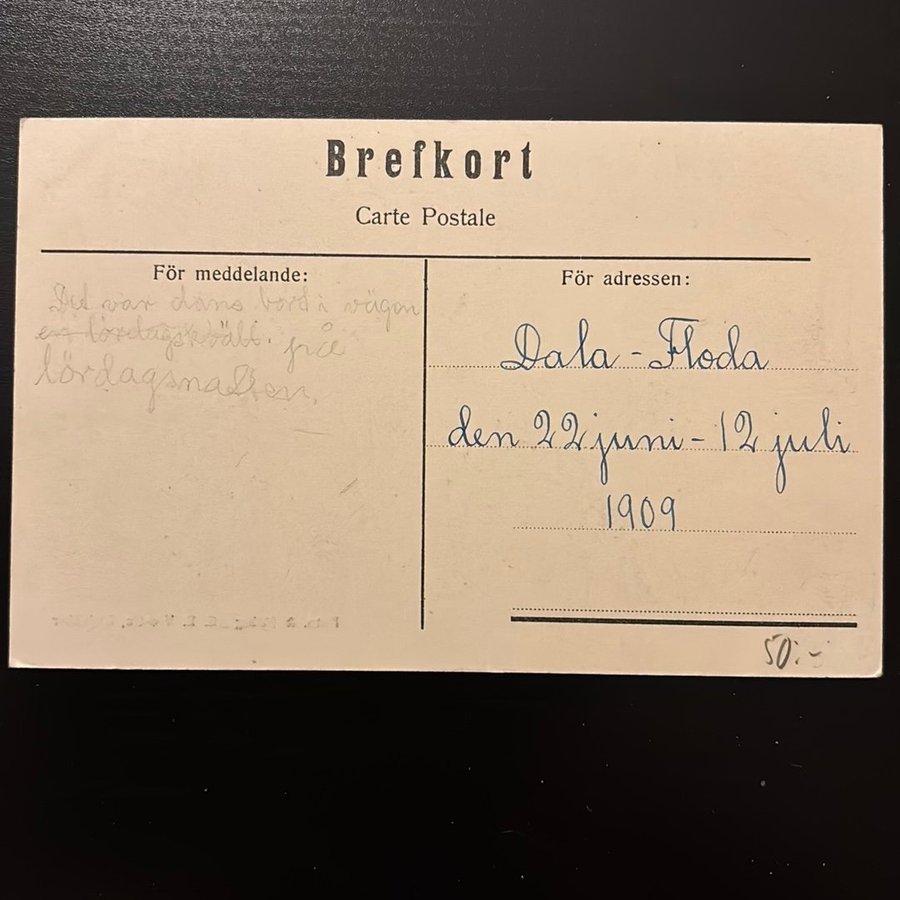 Brefkort
Carte Postale
För meddelande:
Det var dans bort i vägen
en lördagskväll. på
lördagsnatten.
För adressen:
Dala-Floda
den 22 juni - 12 juli
1909
50:-